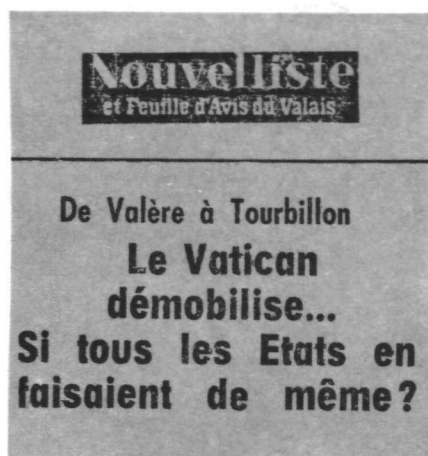 Nouvelliste
et Feuille d'Avis du Valais
De Valère à Tourbillon
Le Vatican
démobilise...
Si tous les Etats en
faisaient de même?